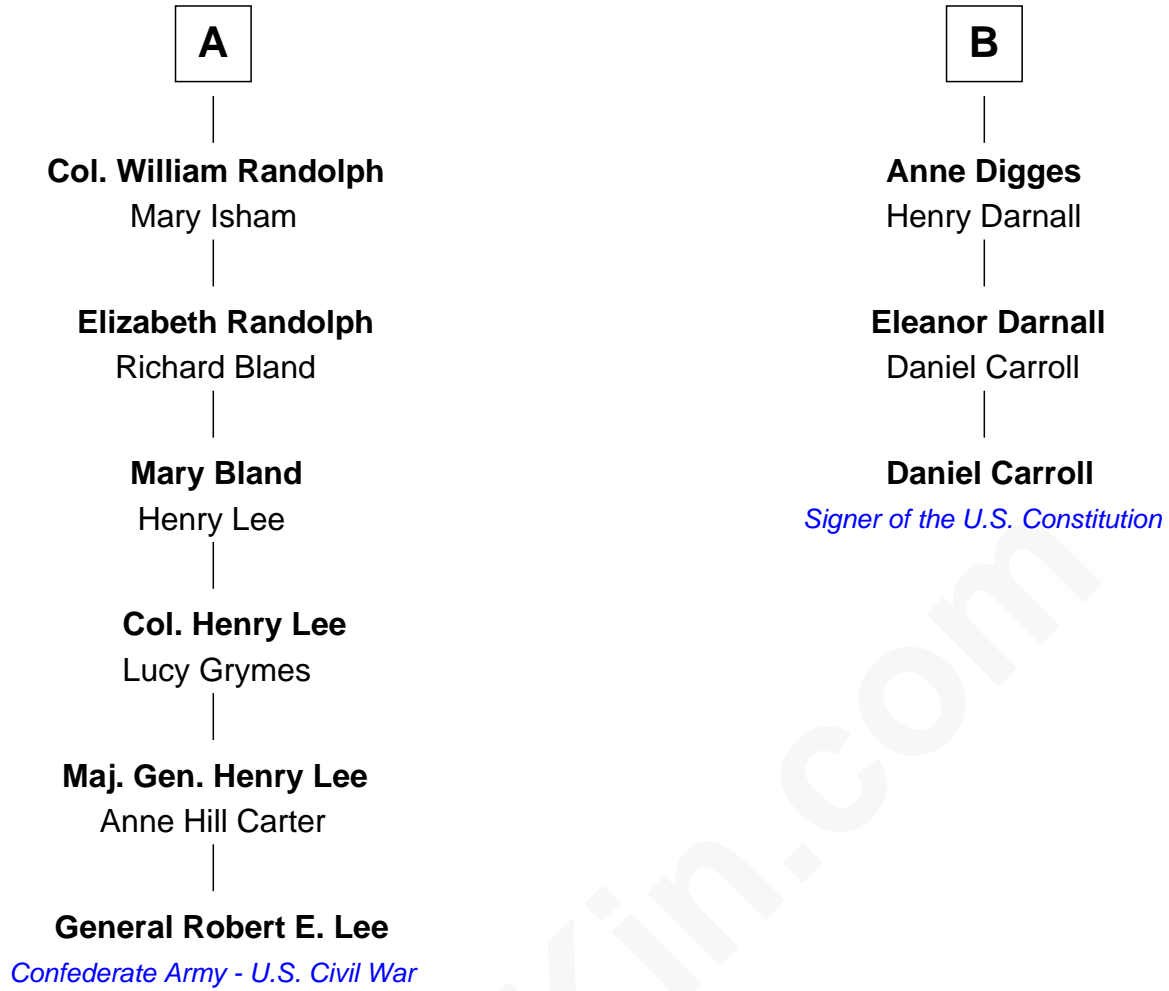 A
Col. William Randolph
Mary Isham
Elizabeth Randolph
Richard Bland
Mary Bland
Henry Lee
Col. Henry Lee
Lucy Grymes
Maj. Gen. Henry Lee
Anne Hill Carter
General Robert E. Lee
Confederate Army - U.S. Civil War
B
Anne Digges
Henry Darnall
Eleanor Darnall
Daniel Carroll
Daniel Carroll
Signer of the U.S. Constitution
Kin.com